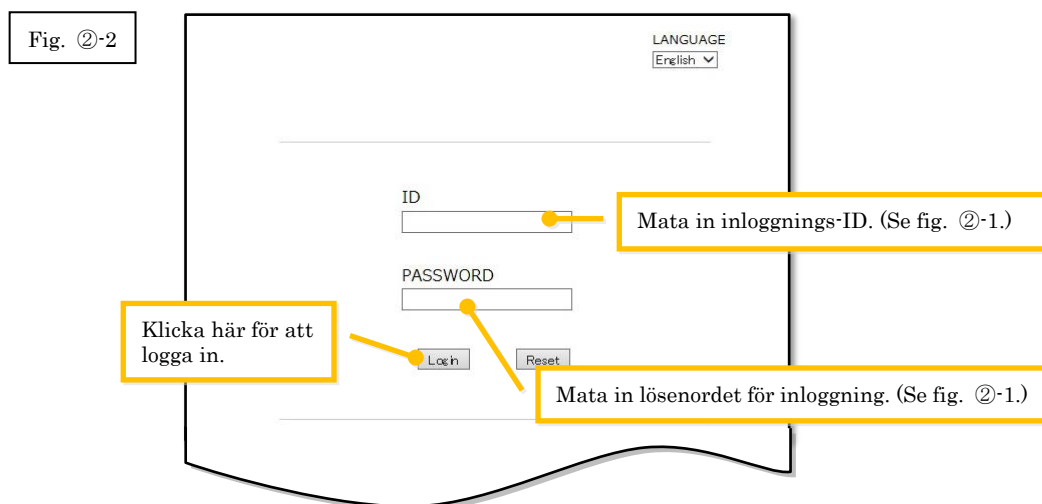 Fig. ②-2
LANGUAGE
English
ID
Mata in inloggnings-ID. (Se fig. ②-1.)
PASSWORD
Klicka här för att
logga in.
Login
Reset
Mata in lösenordet för inloggning. (Se fig. ②-1.)